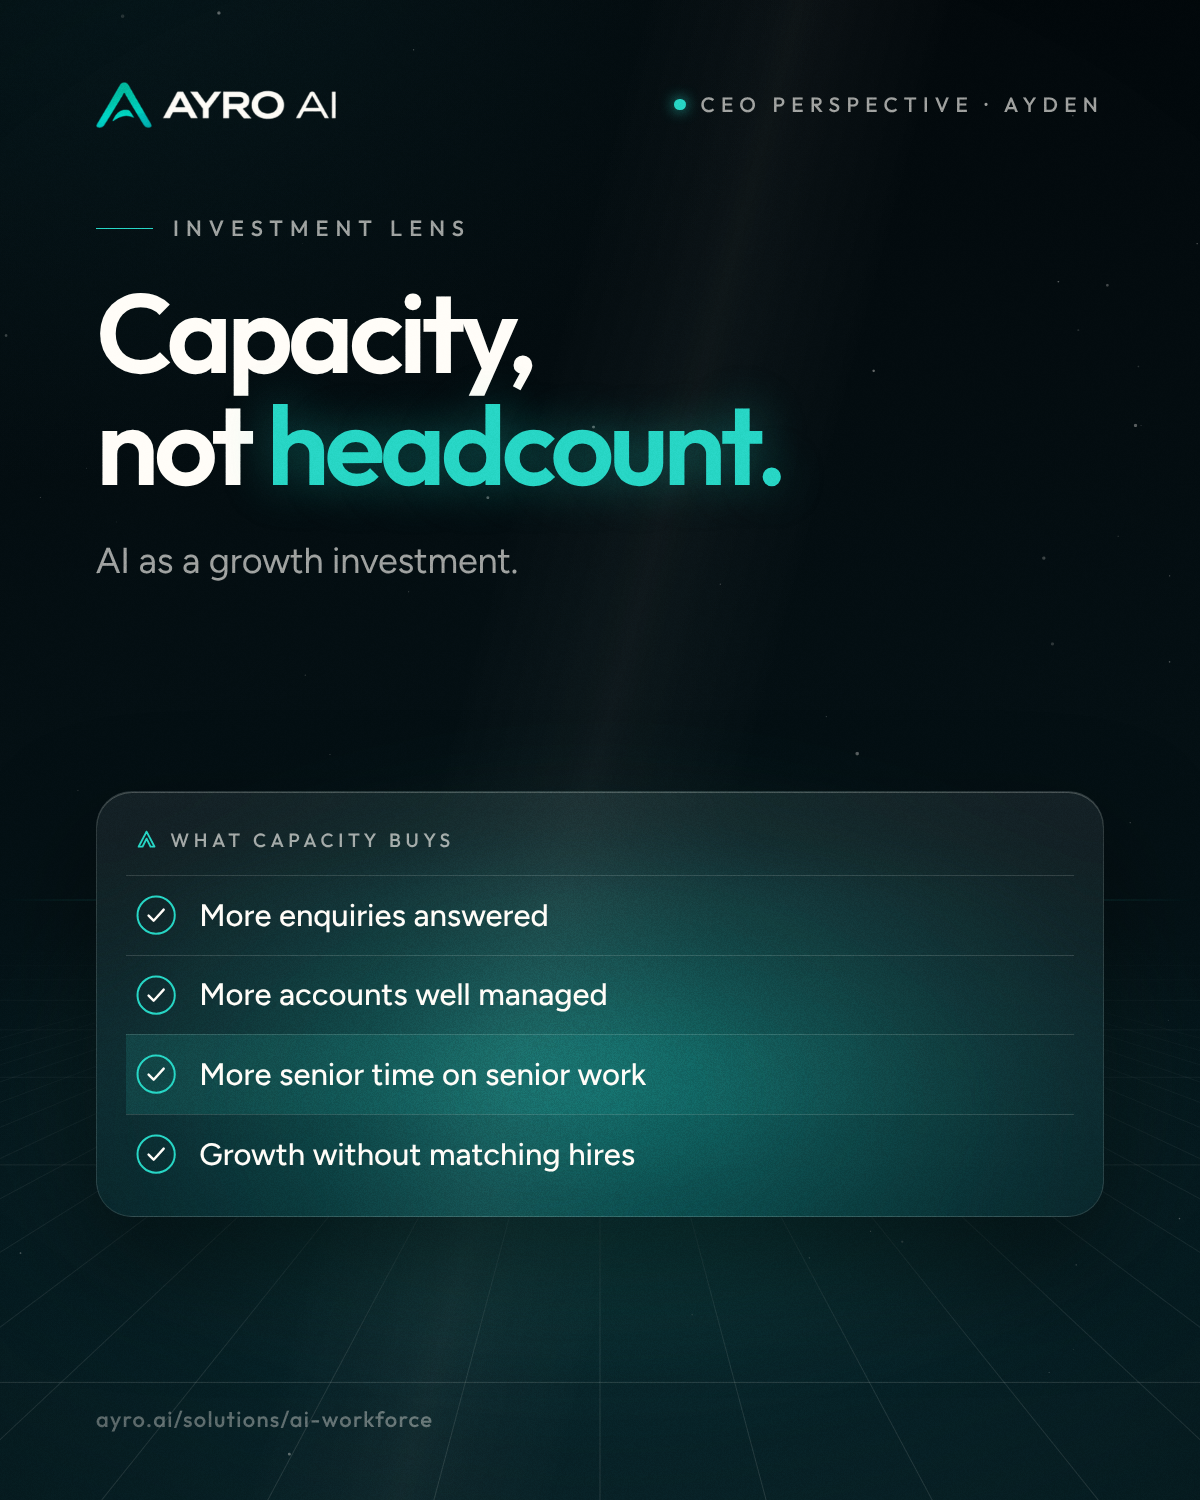 AYRO AI
CEO PERSPECTIVE · AYDEN
INVESTMENT LENS
Capacity,
not headcount.
AI as a growth investment.
WHAT CAPACITY BUYS
More enquiries answered
More accounts well managed
More senior time on senior work
Growth without matching hires
ayro.ai/solutions/ai-workforce